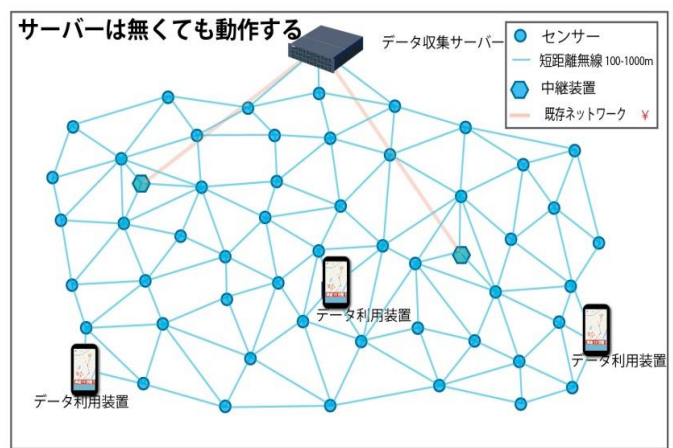 サーバーは無くても動作する
データ収集サーバー
センサー
短距離無線 100-1000m
中継装置
既存ネットワーク ¥
データ利用装置
データ利用装置
データ利用装置